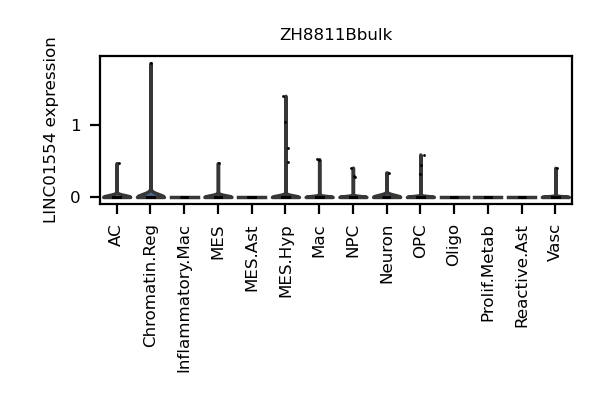 ZH8811Bbulk
LINC01554 expression
1
0
AC
Chromatin.Reg
Inflammatory.Mac
MES
MES.Ast
MES.Hyp
Mac
NPC
Neuron
OPC
Oligo
Prolif.Metab
Reactive.Ast
Vasc